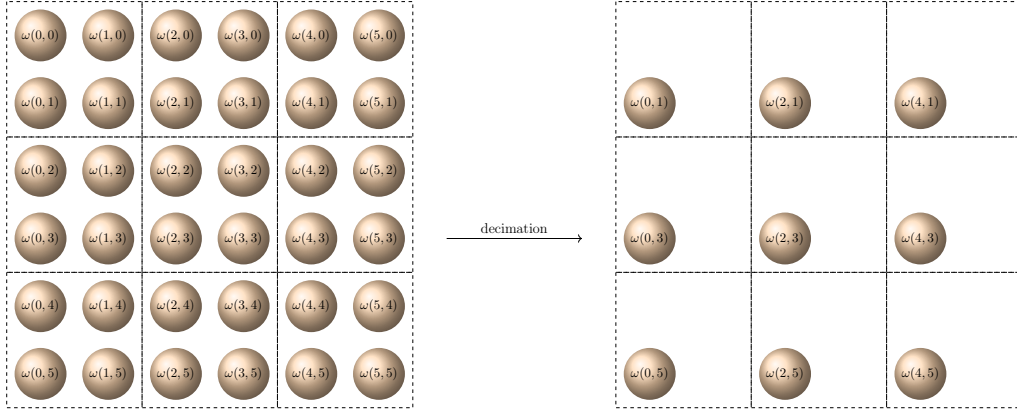 ω(0, 0) ω(1, 0) ω(2, 0) ω(3, 0) ω(4, 0) ω(5, 0)
ω(0, 1) ω(1, 1) ω(2, 1) ω(3, 1) ω(4, 1) ω(5, 1)
ω(0, 2) ω(1, 2) ω(2, 2) ω(3, 2) ω(4, 2) ω(5, 2)
ω(0, 3) ω(1, 3) ω(2, 3) ω(3, 3) ω(4, 3) ω(5, 3)
ω(0, 4) ω(1, 4) ω(2, 4) ω(3, 4) ω(4, 4) ω(5, 4)
ω(0, 5) ω(1, 5) ω(2, 5) ω(3, 5) ω(4, 5) ω(5, 5)
decimation
ω(0, 1) ω(2, 1) ω(4, 1)
ω(0, 3) ω(2, 3) ω(4, 3)
ω(0, 5) ω(2, 5) ω(4, 5)